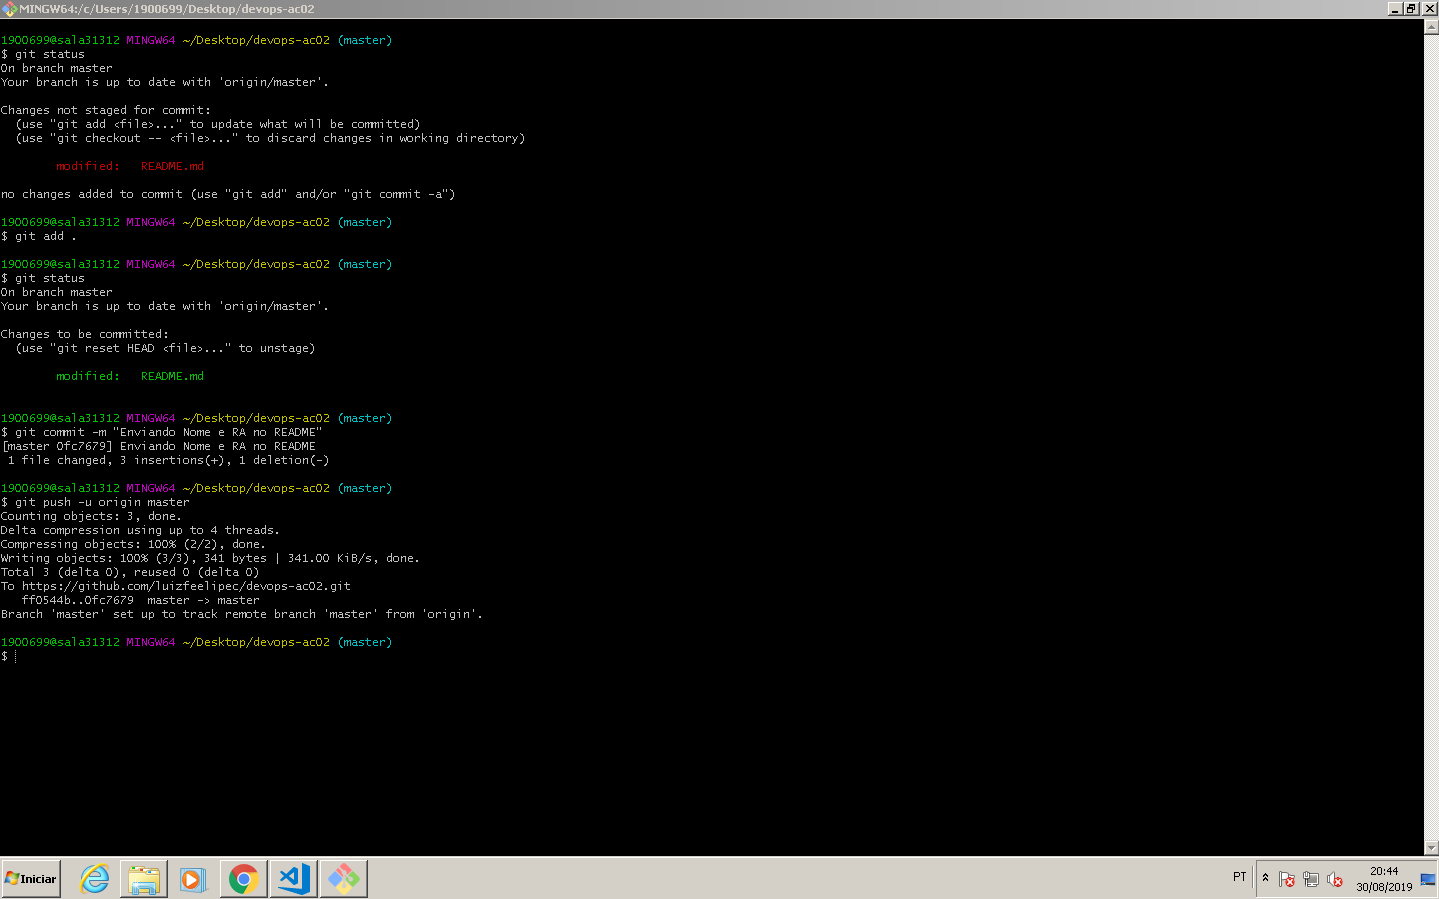 MINGW64:/c/Users/1900699/Desktop/devops-ac02
1900699@sala31312 MINGW64 ~/Desktop/devops-ac02 (master)
$ git status
On branch master
Your branch is up to date with 'origin/master'.
Changes not staged for commit:
(use "git add <file>..." to update what will be committed)
(use "git checkout -- <file>..." to discard changes in working directory)
modified: README.md
no changes added to commit (use "git add" and/or "git commit -a")
1900699@sala31312 MINGW64 ~/Desktop/devops-ac02 (master)
$ git add .
1900699@sala31312 MINGW64 ~/Desktop/devops-ac02 (master)
$ git status
On branch master
Your branch is up to date with 'origin/master'.
Changes to be committed:
(use "git reset HEAD <file>..." to unstage)
modified: README.md
1900699@sala31312 MINGW64 ~/Desktop/devops-ac02 (master)
$ git commit -m "Enviando Nome e RA no README"
[master 0fc7679] Enviando Nome e RA no README
1 file changed, 3 insertions(+), 1 deletion(-)
1900699@sala31312 MINGW64 ~/Desktop/devops-ac02 (master)
$ git push -u origin master
Counting objects: 3, done.
Delta compression using up to 4 threads.
Compressing objects: 100% (2/2), done.
Writing objects: 100% (3/3), 341 bytes | 341.00 KiB/s, done.
Total 3 (delta 0), reused 0 (delta 0)
To https://github.com/luizfeelipec/devops-ac02.git
ff0544b..0fc7679 master -> master
Branch 'master' set up to track remote branch 'master' from 'origin'.
1900699@sala31312 MINGW64 ~/Desktop/devops-ac02 (master)
$
Iniciar
PT
20:44
30/08/2019